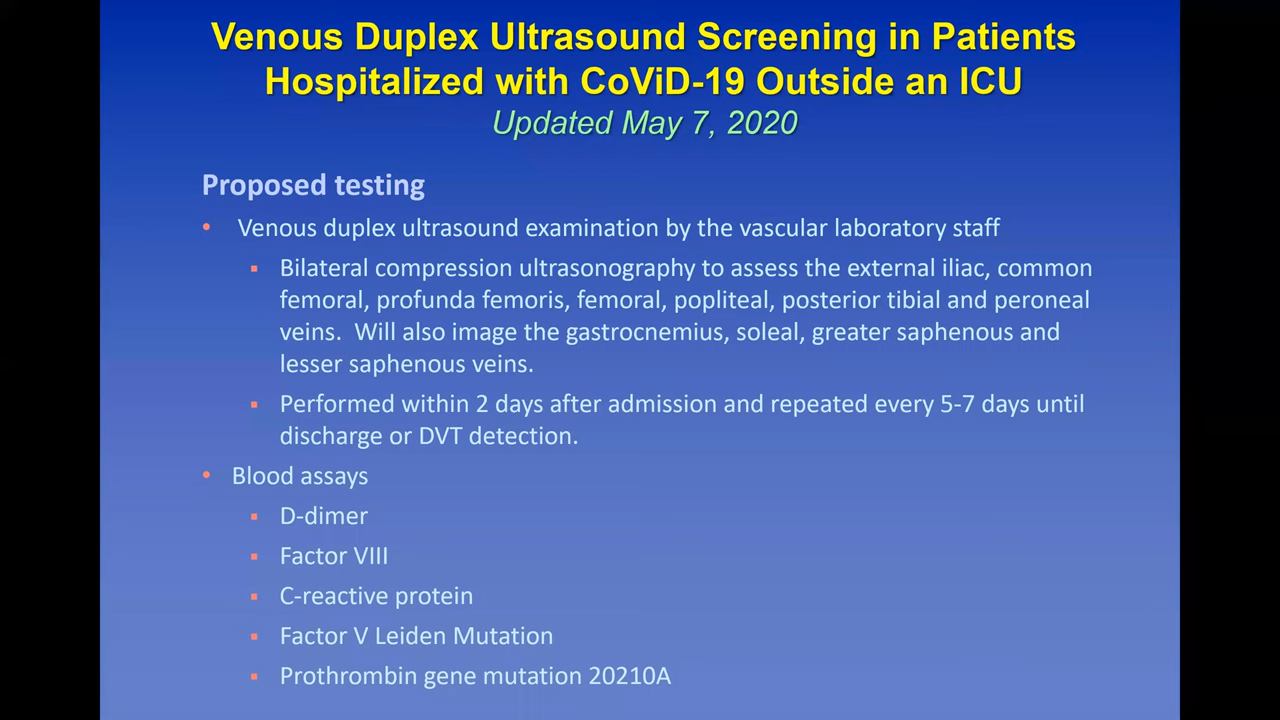 Venous Duplex Ultrasound Screening in Patients
Hospitalized with CoViD-19 Outside an ICU
Updated May 7, 2020
Proposed testing
• Venous duplex ultrasound examination by the vascular laboratory staff
▪ Bilateral compression ultrasonography to assess the external iliac, common
femoral, profunda femoris, femoral, popliteal, posterior tibial and peroneal
veins.  Will also image the gastrocnemius, soleal, greater saphenous and
lesser saphenous veins.
▪ Performed within 2 days after admission and repeated every 5-7 days until
discharge or DVT detection.
• Blood assays
▪ D-dimer
▪ Factor VIII
▪ C-reactive protein
▪ Factor V Leiden Mutation
▪ Prothrombin gene mutation 20210A